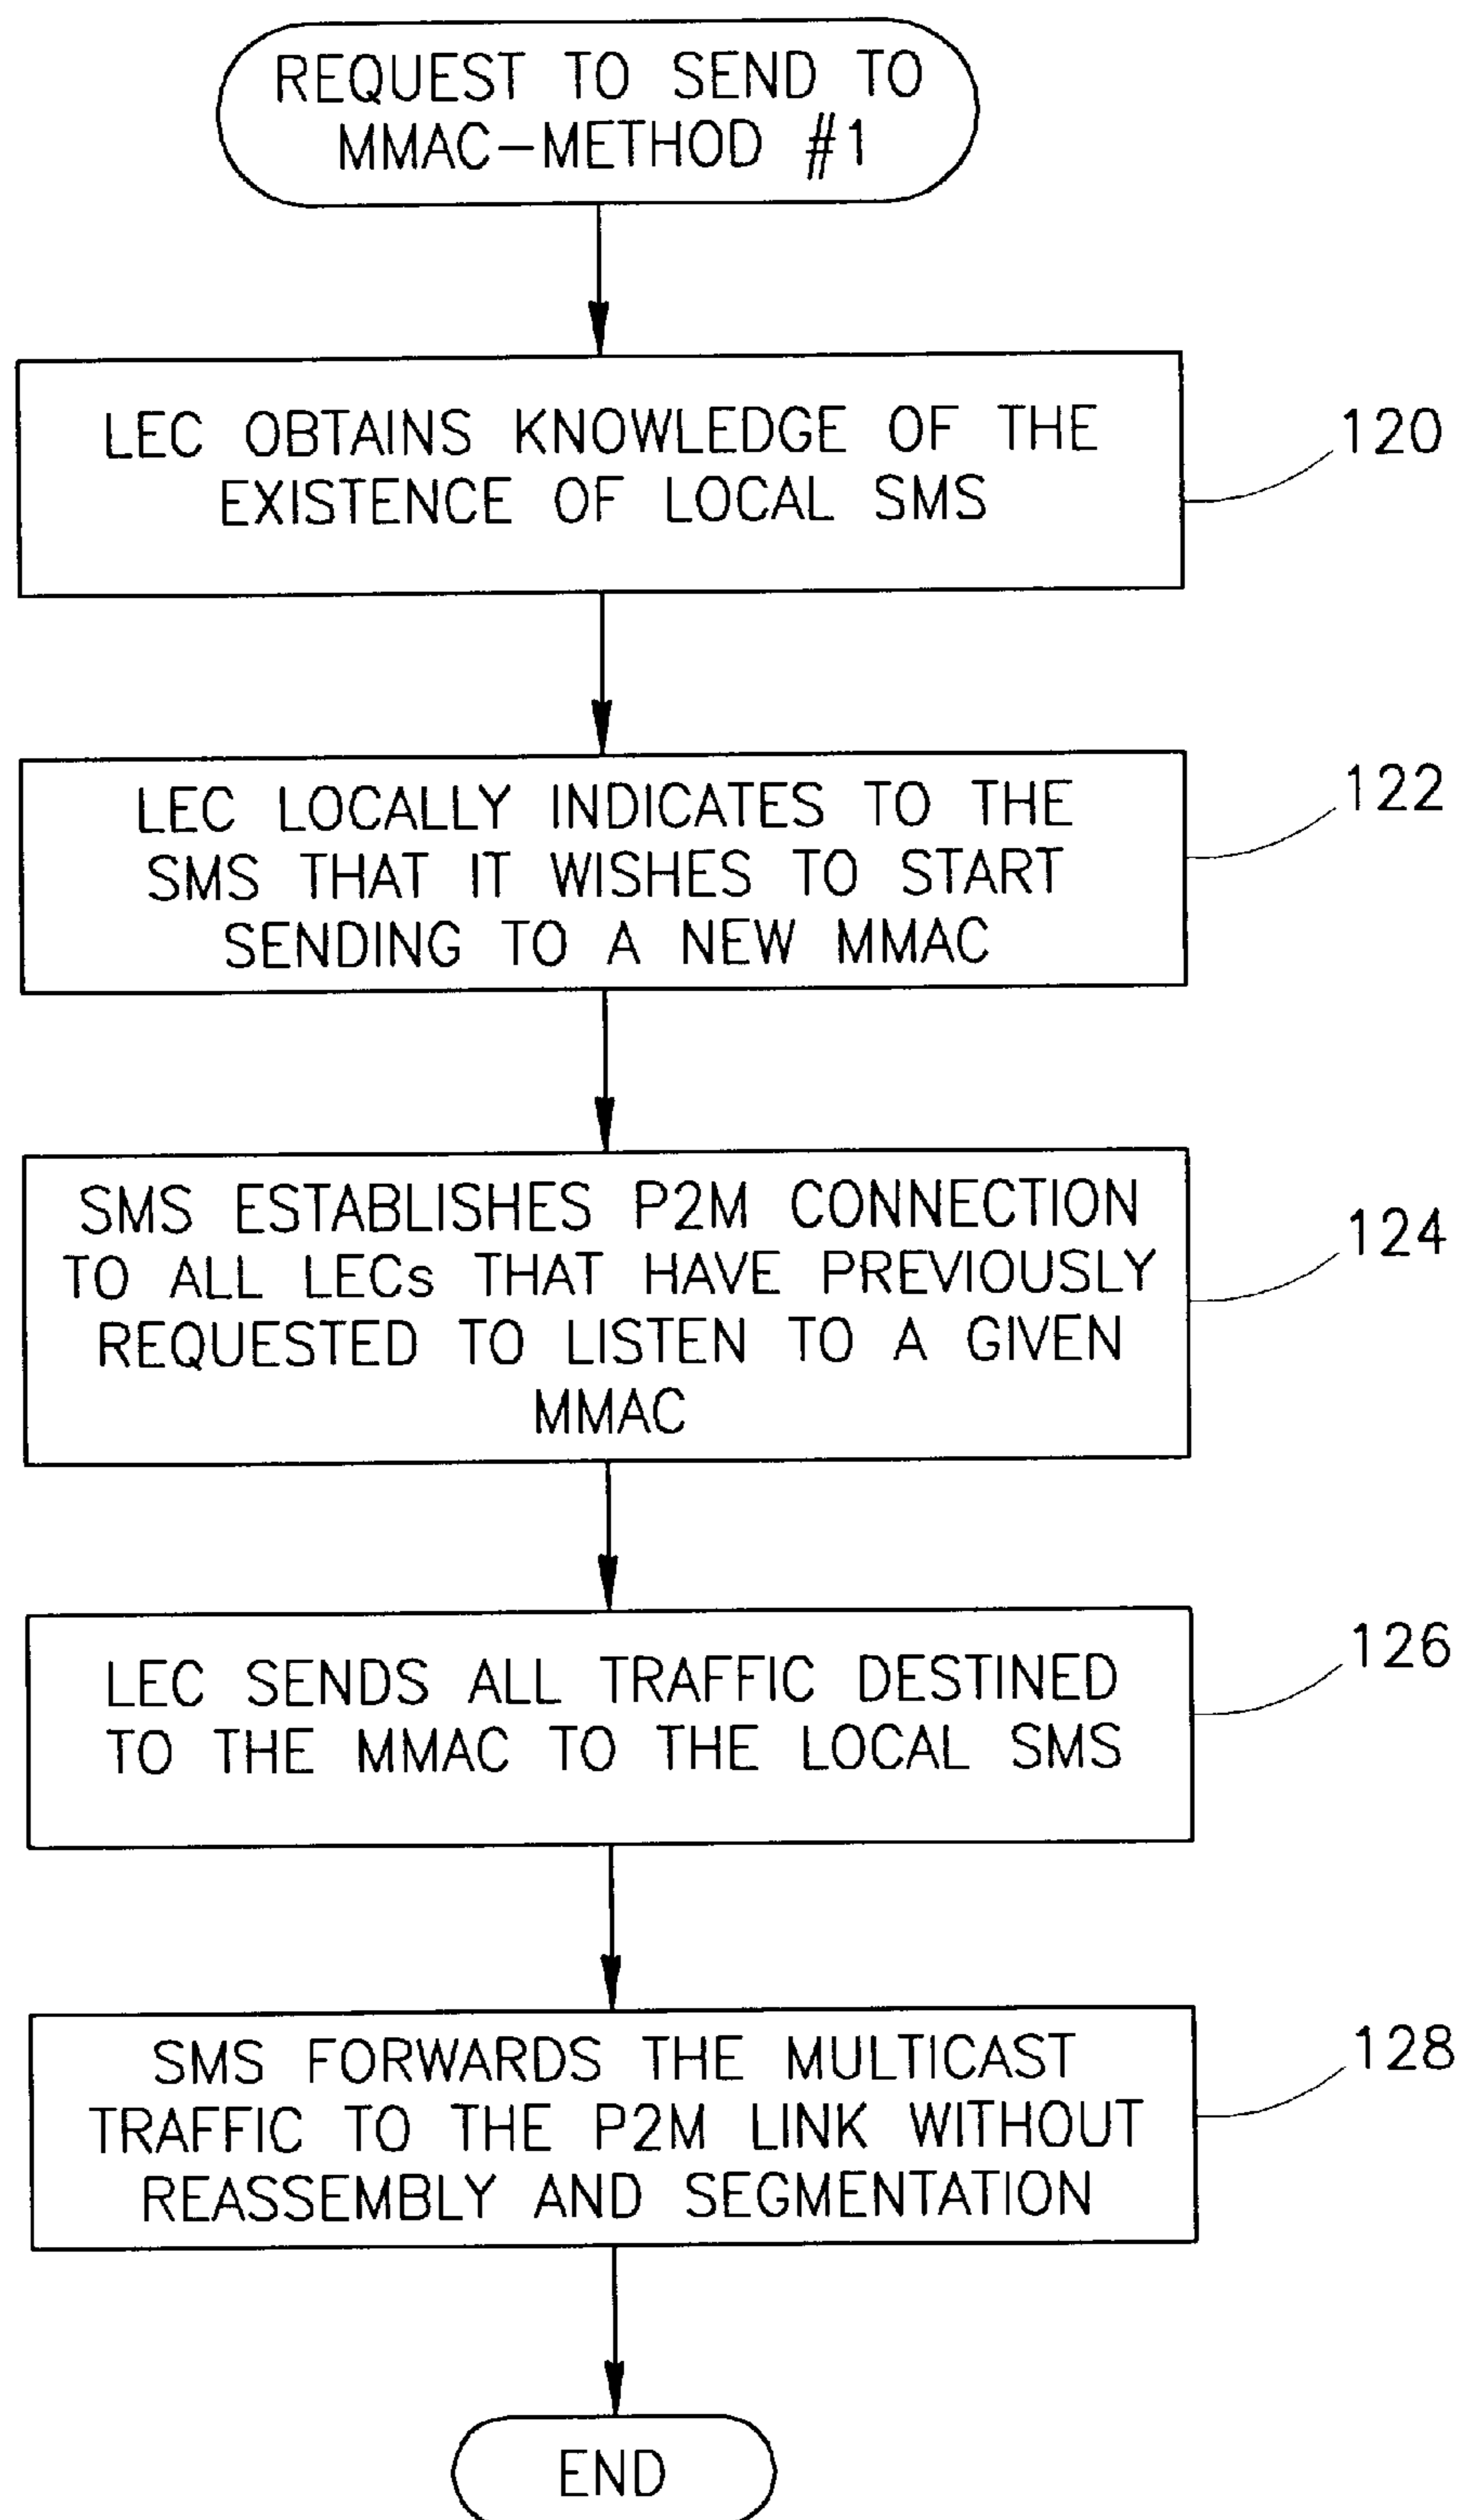 REQUEST TO SEND TO
MMAC-METHOD #1
LEC OBTAINS KNOWLEDGE OF THE
EXISTENCE OF LOCAL SMS
120
LEC LOCALLY INDICATES TO THE
SMS THAT IT WISHES TO START
SENDING TO A NEW MMAC
122
SMS ESTABLISHES P2M CONNECTION
TO ALL LECs THAT HAVE PREVIOUSLY
REQUESTED TO LISTEN TO A GIVEN
MMAC
124
LEC SENDS ALL TRAFFIC DESTINED
TO THE MMAC TO THE LOCAL SMS
126
SMS FORWARDS THE MULTICAST
TRAFFIC TO THE P2M LINK WITHOUT
REASSEMBLY AND SEGMENTATION
128
END